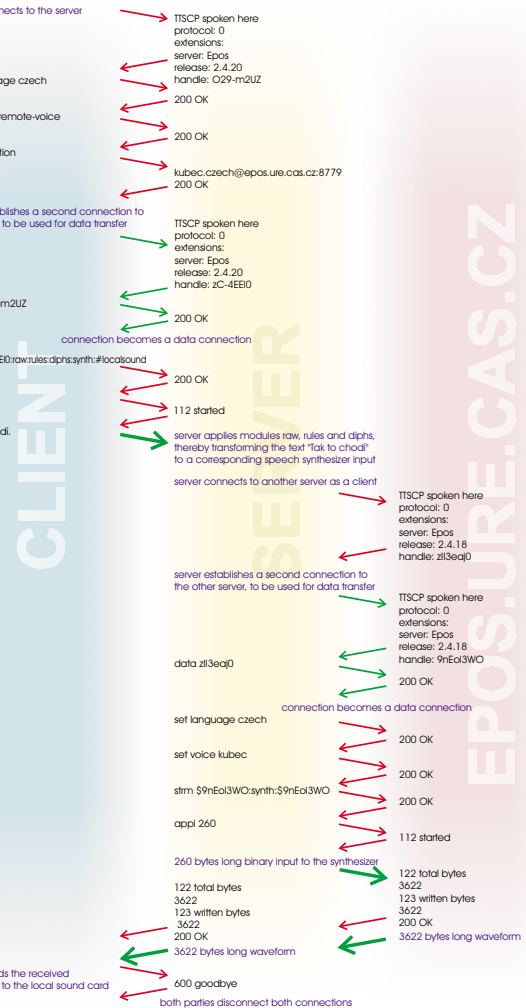 nects to the server
TTSCP spoken here
protocol: 0
extensions:
server: Epos
release: 2.4.20
handle: O29-m2UZ
age czech
200 OK
emote-voice
200 OK
tion
kubec.czech@epos.ure.cas.cz:8779
200 OK
blishes a second connection to
to be used for data transfer
TTSCP spoken here
protocol: 0
extensions:
server: Epos
release: 2.4.20
handle: zC-4EEI0
m2UZ
200 OK
connection becomes a data connection
EI0:raw:rules:diphs:synth:#localsound
200 OK
112 started
dí.
server applies modules raw, rules and diphs,
thereby transforming the text "Tak to chodí"
to a corresponding speech synthesizer input
server connects to another server as a client
TTSCP spoken here
protocol: 0
extensions:
server: Epos
release: 2.4.18
handle: zII3eaj0
server establishes a second connection to
the other server, to be used for data transfer
TTSCP spoken here
protocol: 0
extensions:
server: Epos
release: 2.4.18
handle: 9nEoI3WO
data zII3eaj0
200 OK
connection becomes a data connection
set language czech
200 OK
set voice kubec
200 OK
strm $9nEoI3WO:synth:$9nEoI3WO
200 OK
appl 260
112 started
260 bytes long binary input to the synthesizer
122 total bytes
3622
123 written bytes
3622
200 OK
122 total bytes
3622
123 written bytes
3622
200 OK
3622 bytes long waveform
3622 bytes long waveform
ds the received
to the local sound card
600 goodbye
both parties disconnect both connections
CLIENT
SERVER
EPOS.URE.CAS.CZ